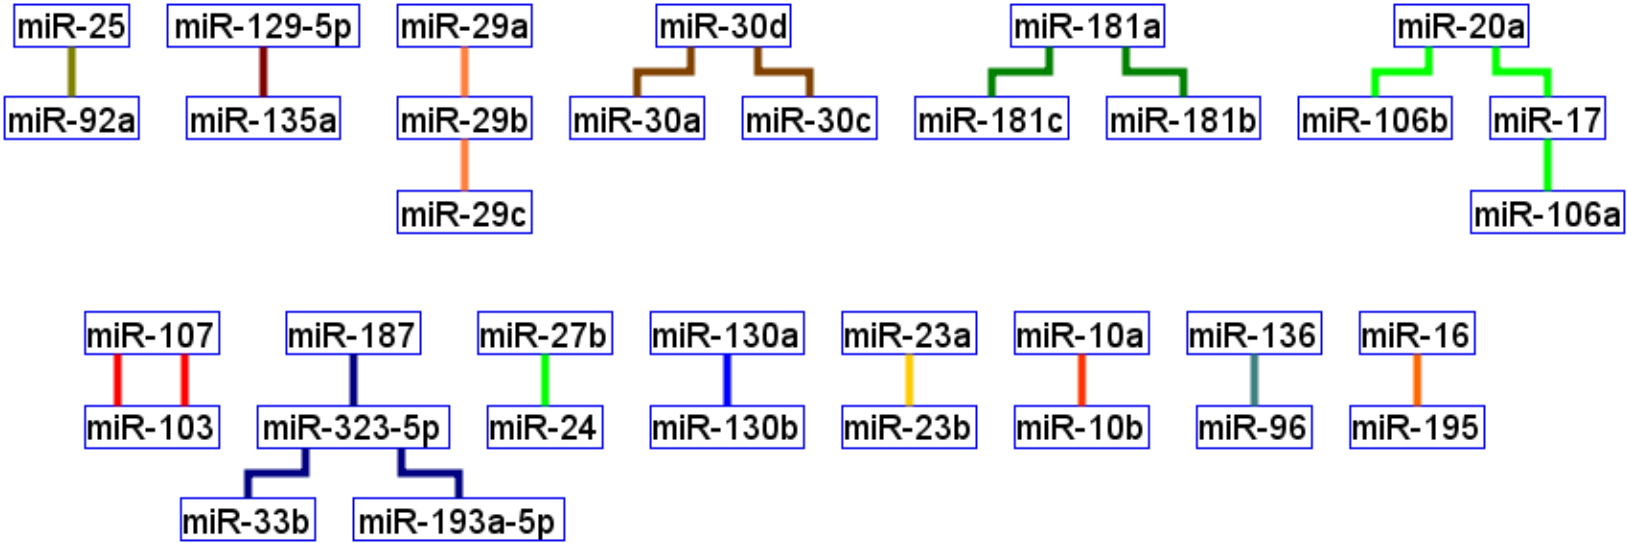 miR-25 miR-129-5p miR-29a miR-30d miR-181a miR-20a
miR-92a miR-135a miR-29b miR-30a miR-30c miR-181c miR-181b miR-106b miR-17
miR-29c miR-106a
miR-107 miR-187 miR-27b miR-130a miR-23a miR-10a miR-136 miR-16
miR-103 miR-323-5p miR-24 miR-130b miR-23b miR-10b miR-96 miR-195
miR-33b miR-193a-5p